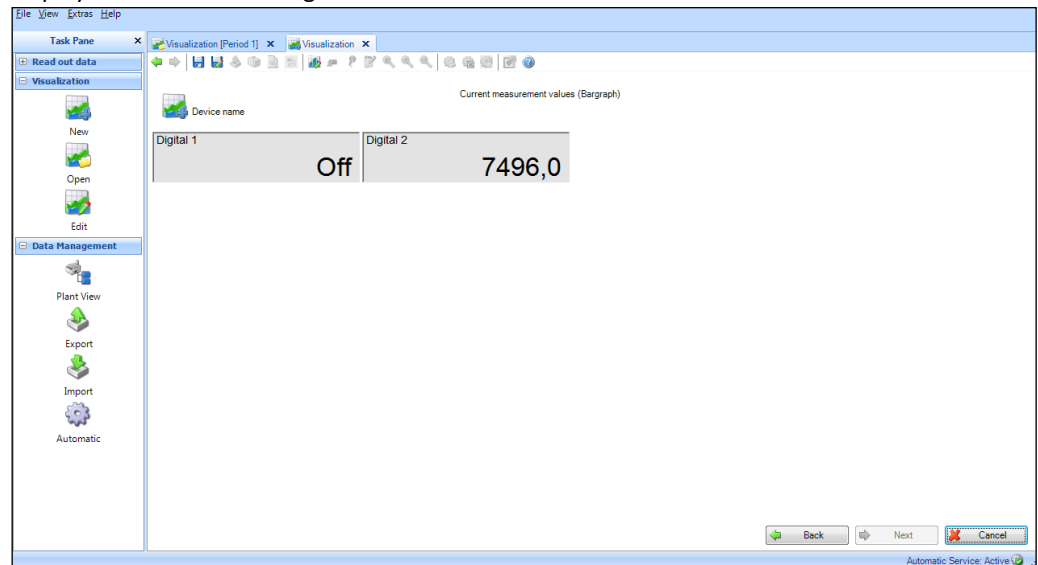 File View Extras Help
Task Pane
Visualization [Period 1]
Visualization
Read out data
Visualization
New
Open
Edit
Data Management
Plant View
Export
Import
Automatic
Current measurement values (Bargraph)
Device name
Digital 1
Off
Digital 2
7496,0
Back
Next
Cancel
Automatic Service: Active